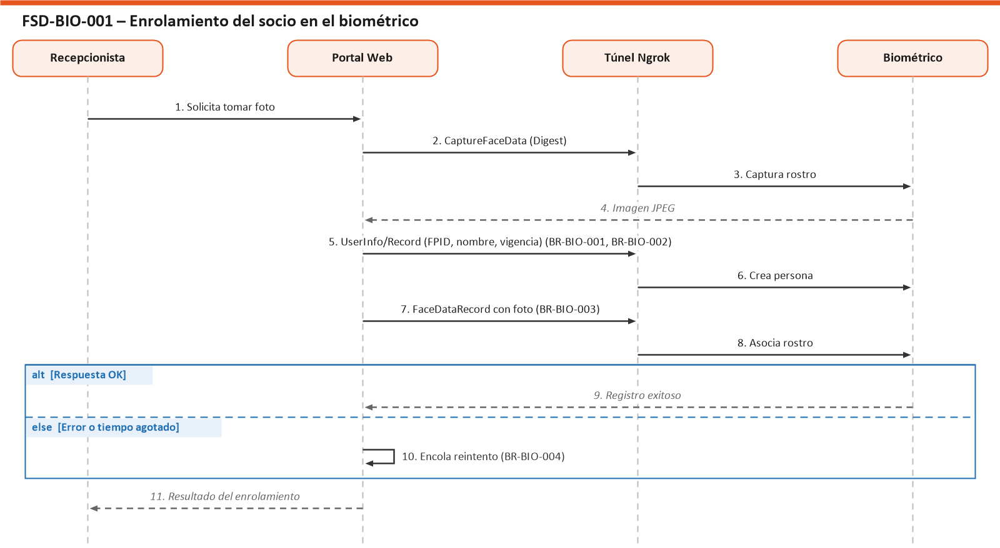 FSD-BIO-001 – Enrolamiento del socio en el biométrico
Recepcionista
Portal Web
Túnel Ngrok
Biométrico
1. Solicita tomar foto
2. CaptureFaceData (Digest)
3. Captura rostro
4. Imagen JPEG
5. UserInfo/Record (FPID, nombre, vigencia) (BR-BIO-001, BR-BIO-002)
6. Crea persona
7. FaceDataRecord con foto (BR-BIO-003)
8. Asocia rostro
alt [Respuesta OK]
9. Registro exitoso
else [Error o tiempo agotado]
10. Encola reintento (BR-BIO-004)
11. Resultado del enrolamiento